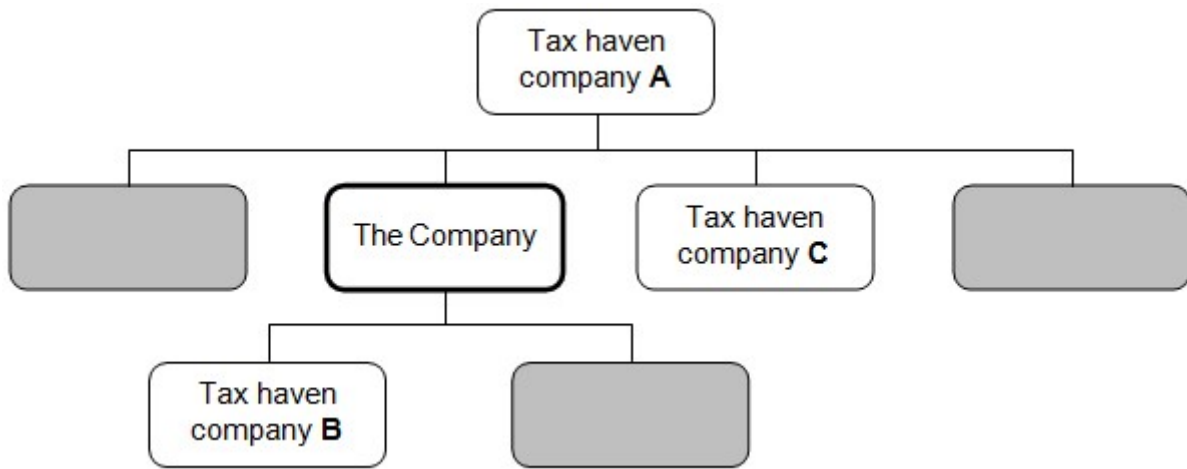 Tax haven
company A
The Company
Tax haven
company C
Tax haven
company B